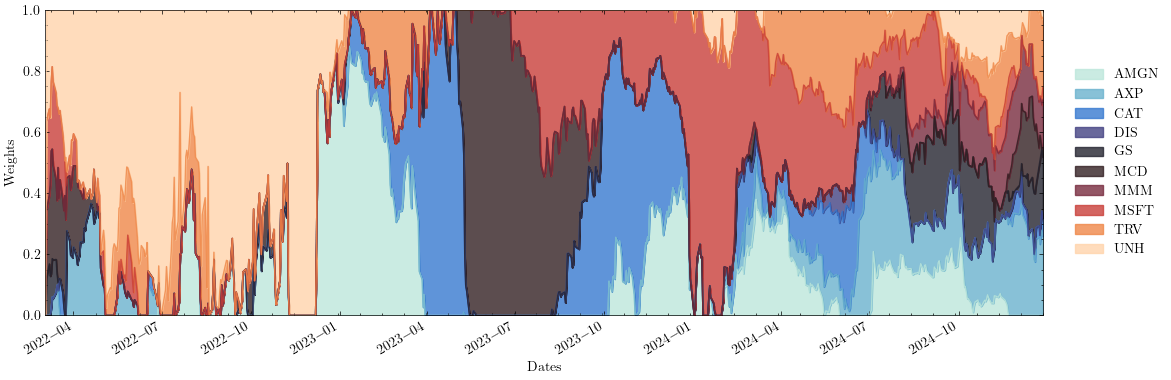 1.0
0.8
0.6
0.4
0.2
0.0
Weights
2022–04
2022–07
2022–10
2023–01
2023–04
2023–07
2023–10
2024–01
2024–04
2024–07
2024–10
Dates
AMGN
AXP
CAT
DIS
GS
MCD
MMM
MSFT
TRV
UNH